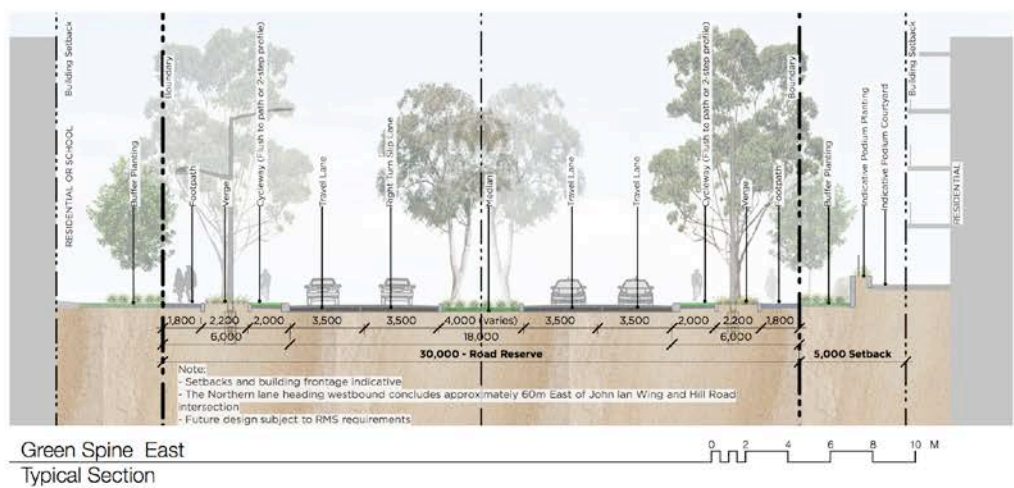 Building Setback
RESIDENTIAL OR SCHOOL
Buffer Planting
Boundary
Footpath
Verge
Cycleway (Flush to path or 2-step profile)
Travel Lane
Right Turn Slip Lane
Median
Travel Lane
Travel Lane
Cycleway (Flush to path or 2-step profile)
Verge
Footpath
Boundary
Buffer Planting
Indicative Podium Planting
Indicative Podium Courtyard
Building Setback
RESIDENTIAL
1,800 2,200 2,000 3,500 3,500 4,000 (varies) 3,500 3,500 2,000 2,200 1,800
6,000 18,000 6,000
30,000 - Road Reserve 5,000 Setback
Note:
- Setbacks and building frontage indicative
- The Northern lane heading westbound concludes approximately 60m East of John Ian Wing and Hill Road
intersection
- Future design subject to RMS requirements
Green Spine East
0 2 4 6 8 10 M
Typical Section